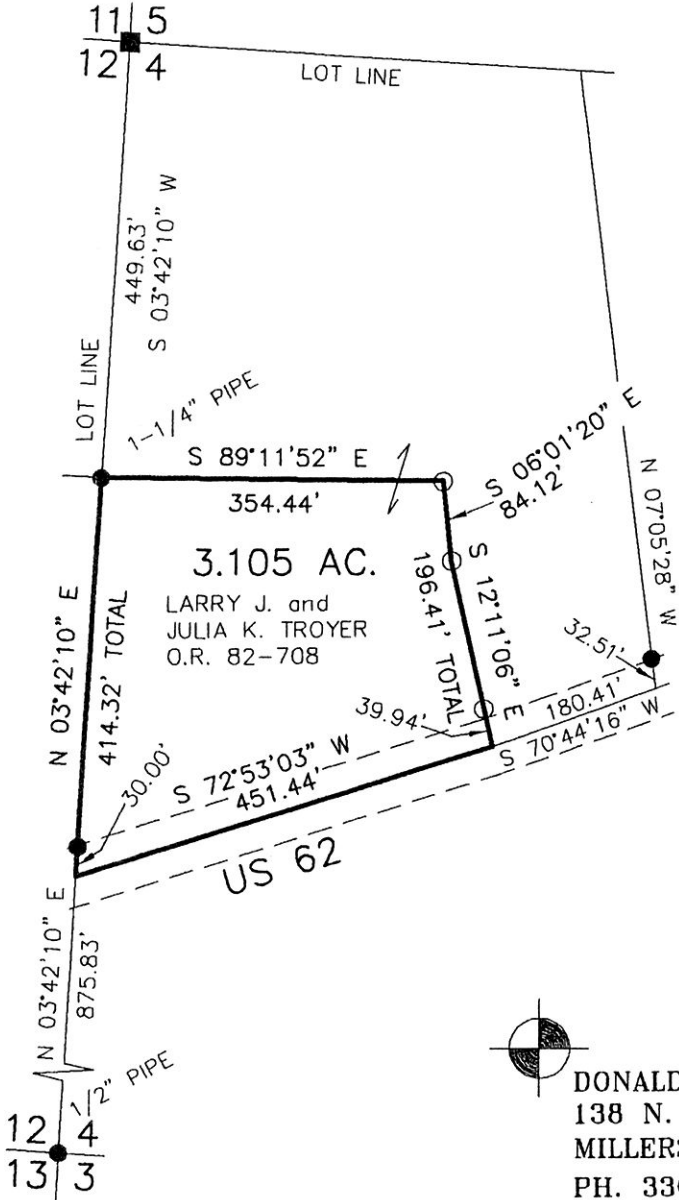 11 5
12 4
LOT LINE
449.63'
S 03°42'10" W
LOT LINE
1-1/4" PIPE
S 89°11'52" E
354.44'
S 06°01'20" E
84.12'
N 07°05'28" W
3.105 AC.
LARRY J. and
JULIA K. TROYER
O.R. 82-708
S 12°11'06" E
196.41' TOTAL
N 03°42'10" E
414.32' TOTAL
32.51'
39.94'
180.41'
S 70°44'16" W
30.00'
S 72°53'03" W
451.44'
US 62
N 03°42'10" E
875.83'
1/2" PIPE
12 4
13 3
DONALD
138 N.
PH.